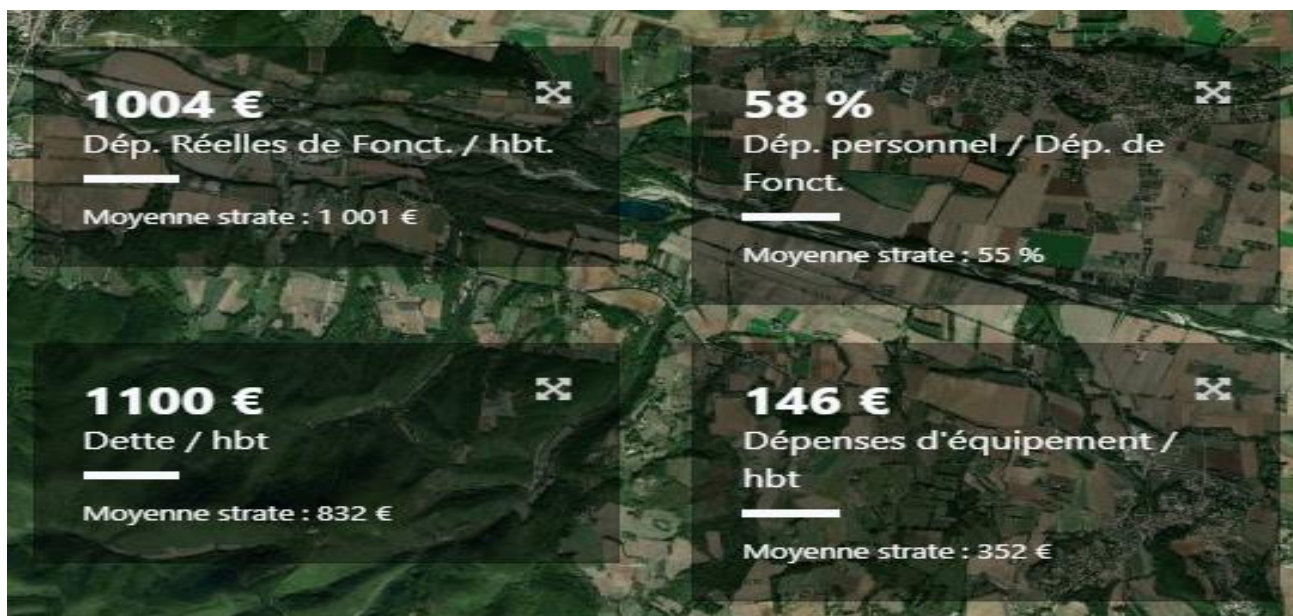 1004 €
Dép. Réelles de Fonct. / hbt.
Moyenne strate : 1 001 €
58 %
Dép. personnel / Dép. de
Fonct.
Moyenne strate : 55 %
1100 €
Dette / hbt
Moyenne strate : 832 €
146 €
Dépenses d'équipement /
hbt
Moyenne strate : 352 €